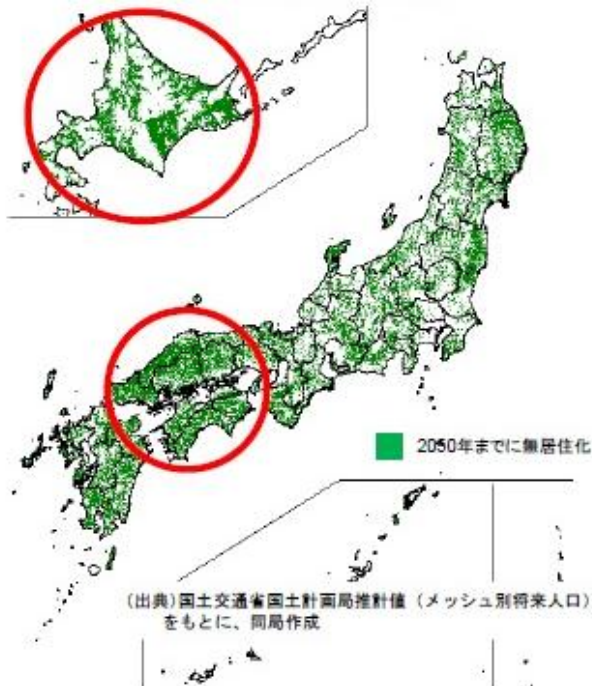 2050年までに無居住化
(出典)国土交通省国土計画局推計値(メッシュ別将来人口)
をもとに、同局作成